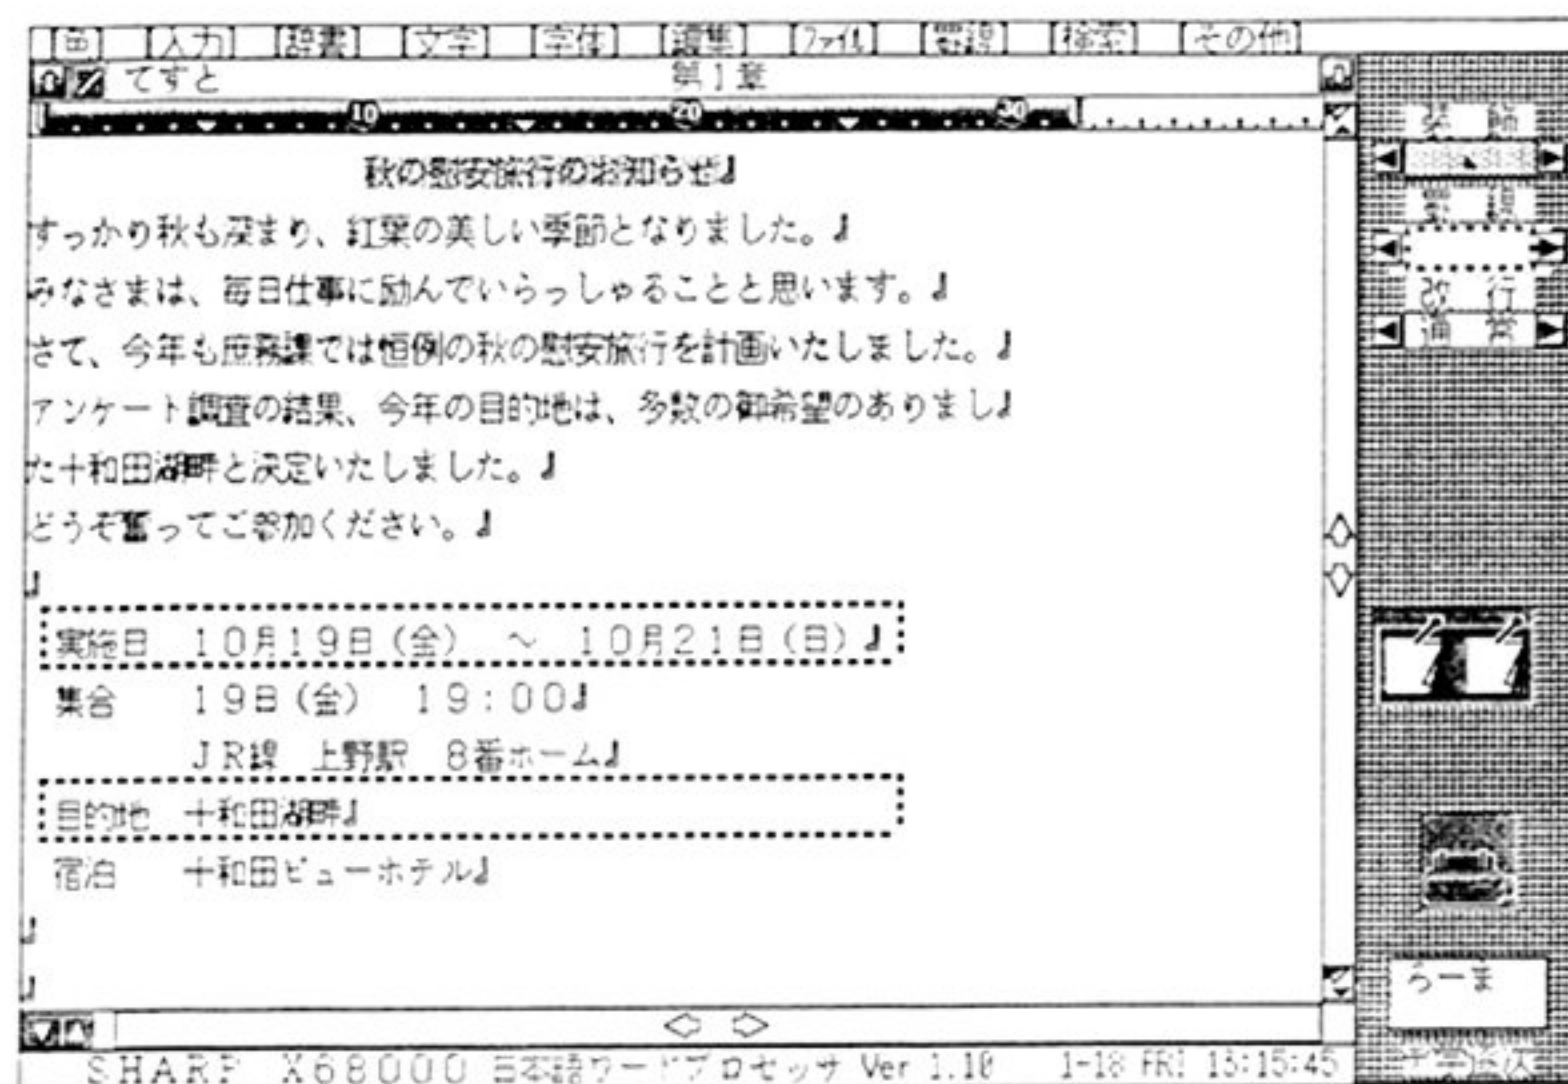 [色] [入力] [辞書] [文字] [字体] [編集] [ファイル] [罫線] [検索] [その他]
てすと 第1章
10 20 30
秋の慰安旅行のお知らせ
すっかり秋も深まり、紅葉の美しい季節となりました。
みなさまは、毎日仕事に励んでいらっしゃることと思います。
さて、今年も庶務課では恒例の秋の慰安旅行を計画いたしました。
アンケート調査の結果、今年の目的地は、多数の御希望のありまし
た十和田湖畔と決定いたしました。
どうぞ奮ってご参加ください。
実施日 10月19日(金) ~ 10月21日(日)
集合 19日(金) 19:00
JR線 上野駅 8番ホーム
目的地 十和田湖畔
宿泊 十和田ビューホテル
SHARP X68000 日本語ワードプロセッサ Ver 1.10 1-18 FRI 15:15:45
装飾
罫線
改行
通常
らーま